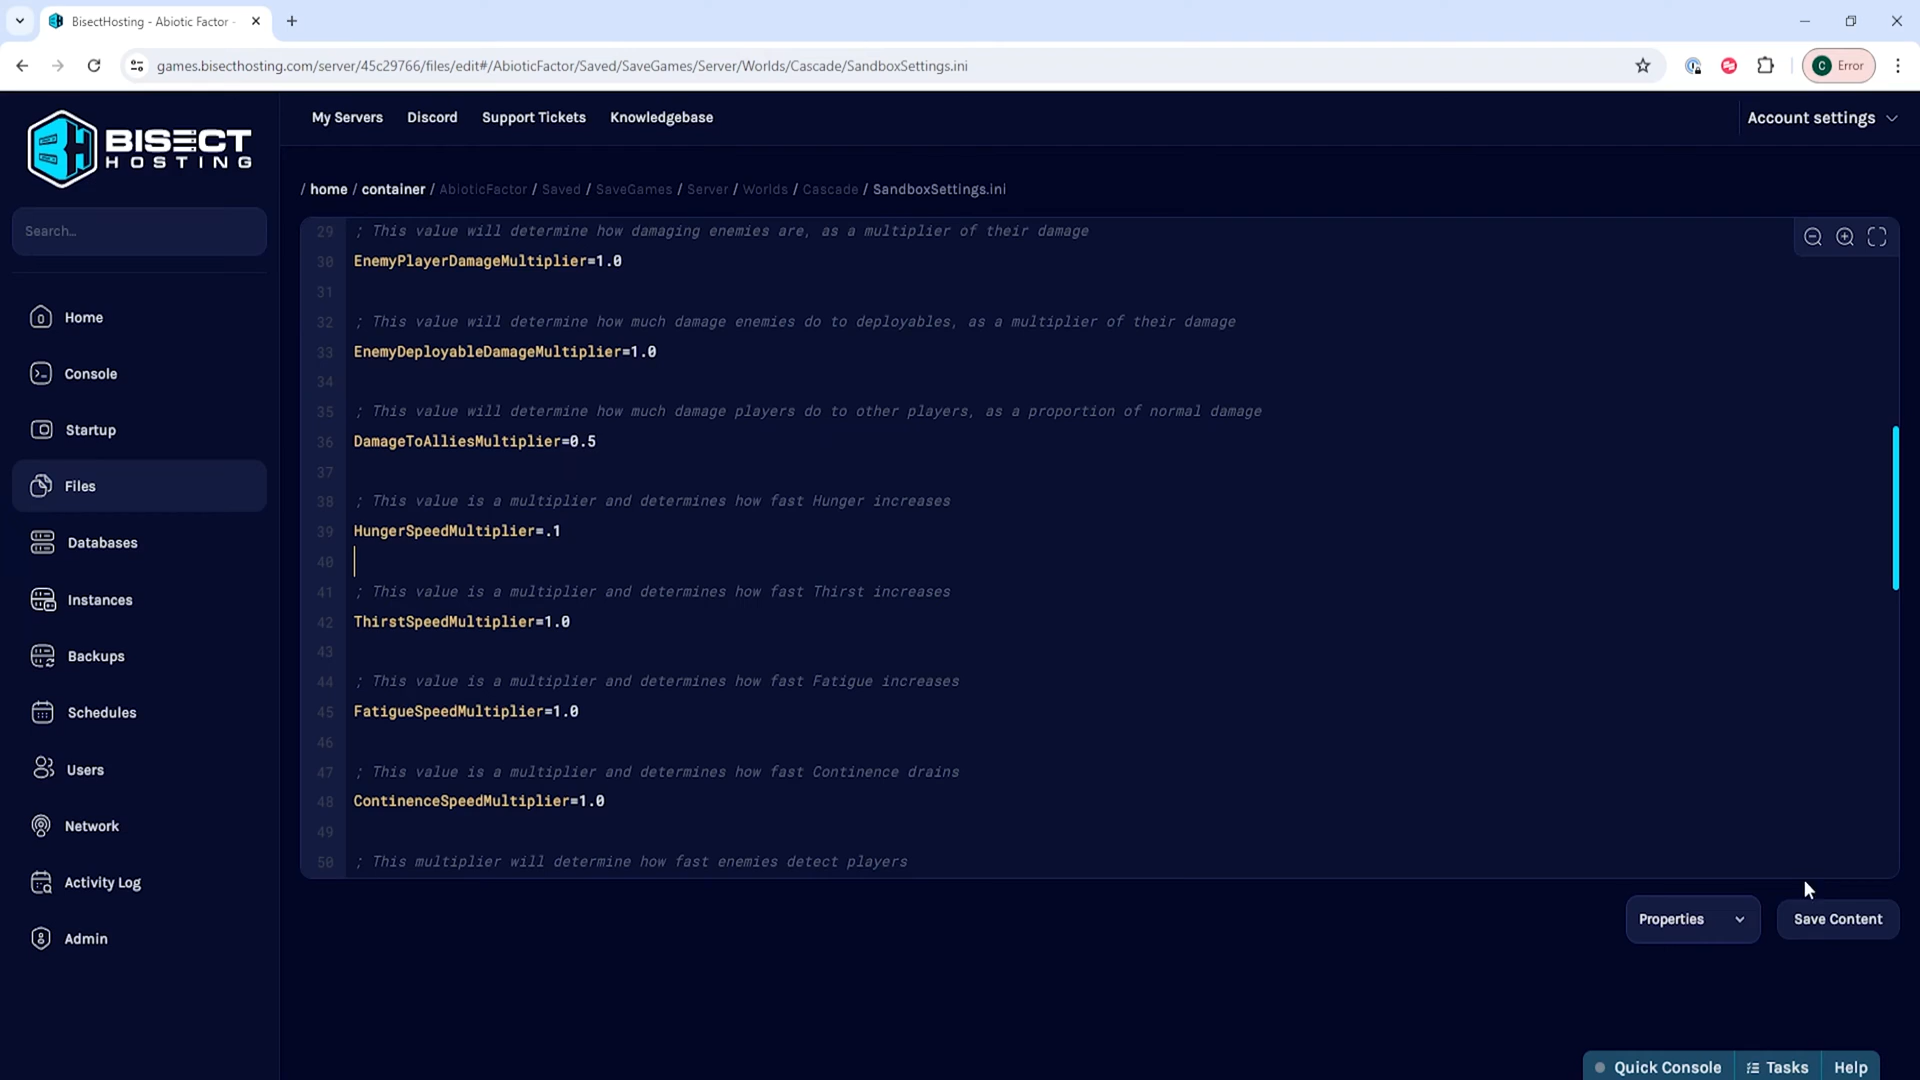 BisectHosting - Abiotic Factor -
games.bisecthosting.com/server/45c29766/files/edit#/AbioticFactor/Saved/SaveGames/Server/Worlds/Cascade/SandboxSettings.ini
C Error
BISECT
HOSTING
My Servers Discord Support Tickets Knowledgebase
Account settings
/ home / container / AbioticFactor / Saved / SaveGames / Server / Worlds / Cascade / SandboxSettings.ini
Search...
Home
Console
Startup
Files
Databases
Instances
Backups
Schedules
Users
Network
Activity Log
Admin
29 ; This value will determine how damaging enemies are, as a multiplier of their damage
30 EnemyPlayerDamageMultiplier=1.0
31
32 ; This value will determine how much damage enemies do to deployables, as a multiplier of their damage
33 EnemyDeployableDamageMultiplier=1.0
34
35 ; This value will determine how much damage players do to other players, as a proportion of normal damage
36 DamageToAlliesMultiplier=0.5
37
38 ; This value is a multiplier and determines how fast Hunger increases
39 HungerSpeedMultiplier=.1
40
41 ; This value is a multiplier and determines how fast Thirst increases
42 ThirstSpeedMultiplier=1.0
43
44 ; This value is a multiplier and determines how fast Fatigue increases
45 FatigueSpeedMultiplier=1.0
46
47 ; This value is a multiplier and determines how fast Continence drains
48 ContinenceSpeedMultiplier=1.0
49
50 ; This multiplier will determine how fast enemies detect players
Properties
Save Content
Quick Console Tasks Help